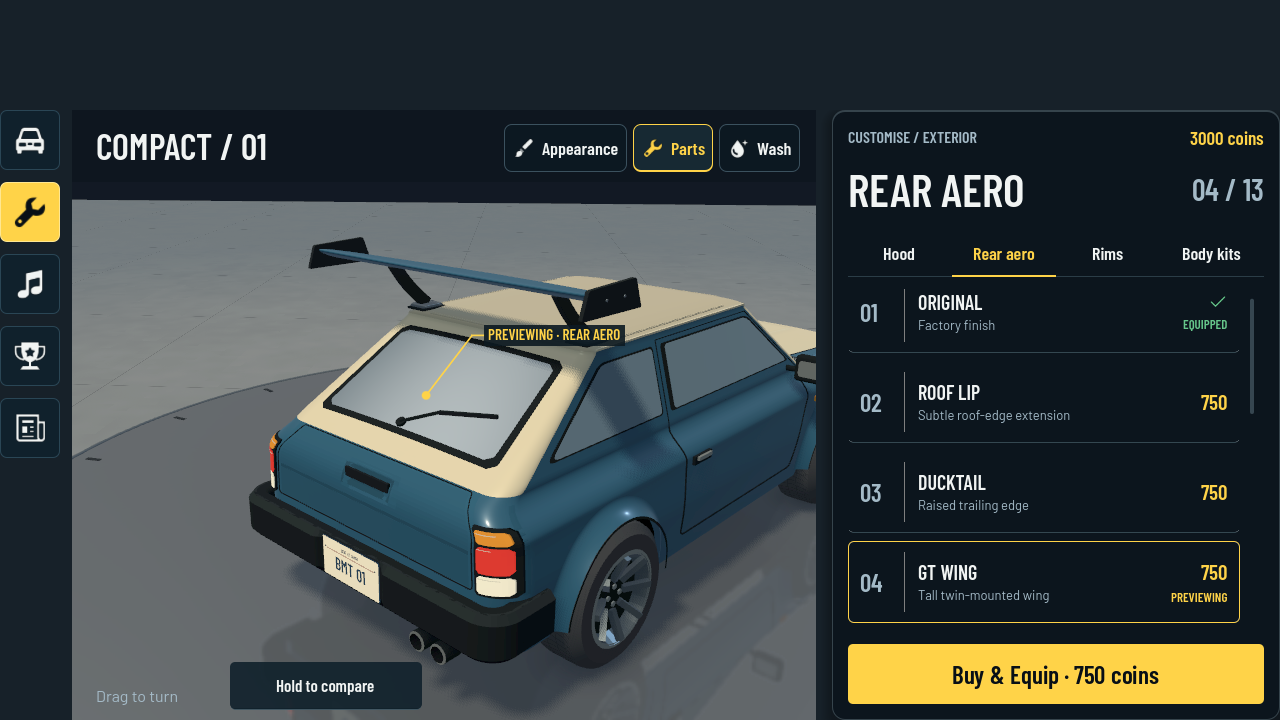 COMPACT / 01
Appearance
Parts
Wash
PREVIEWING · REAR AERO
BMT 01
Drag to turn
Hold to compare
CUSTOMISE / EXTERIOR
3000 coins
REAR AERO
04 / 13
Hood
Rear aero
Rims
Body kits
01
ORIGINAL
Factory finish
EQUIPPED
02
ROOF LIP
Subtle roof-edge extension
750
03
DUCKTAIL
Raised trailing edge
750
04
GT WING
Tall twin-mounted wing
750
PREVIEWING
Buy & Equip · 750 coins